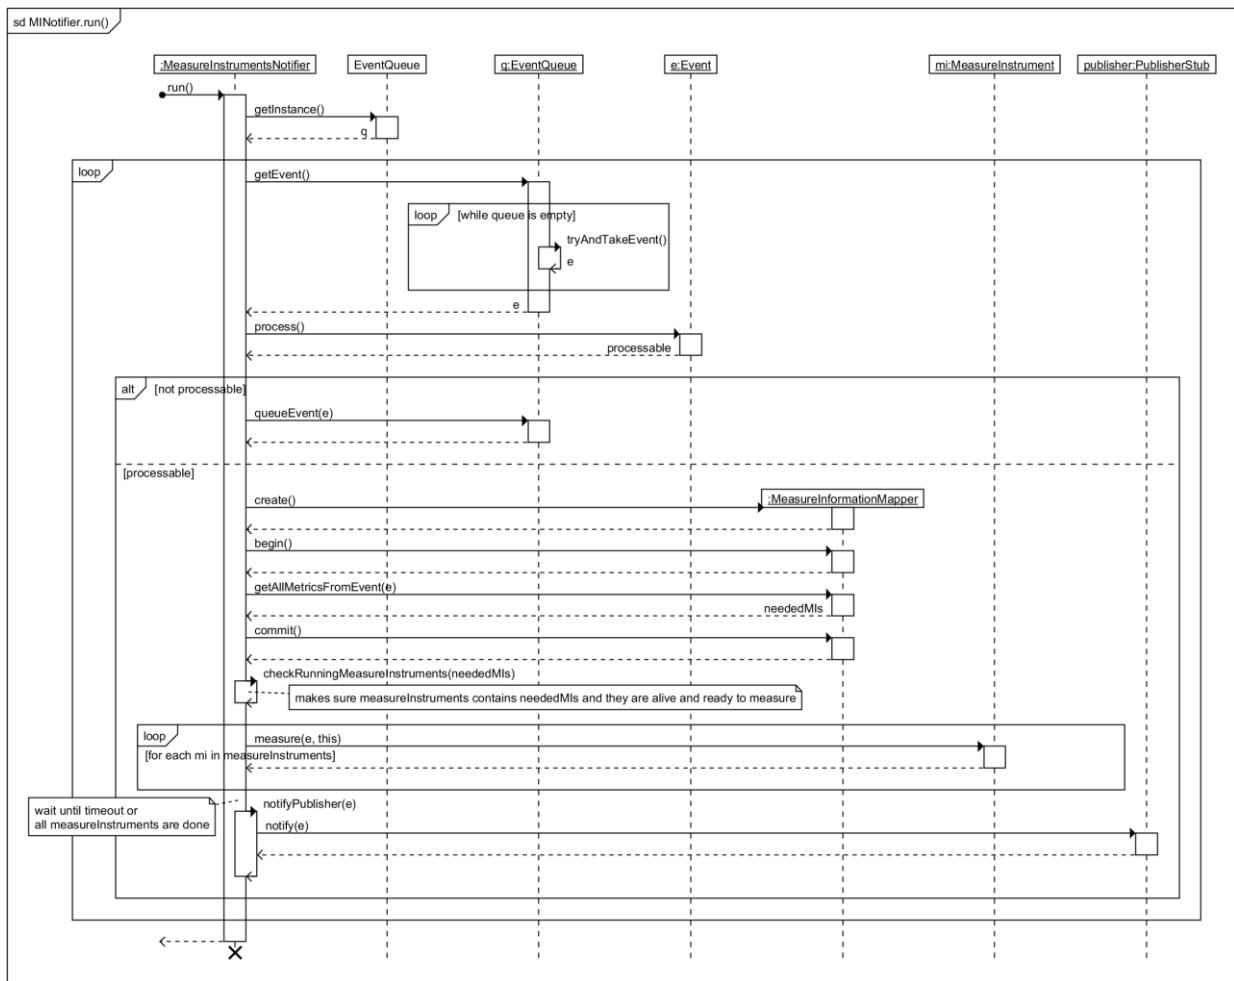 sd MINotifier.run()
:MeasureInstrumentsNotifier
EventQueue
q:EventQueue
e:Event
mi:MeasureInstrument
publisher:PublisherStub
run()
getInstance()
q
loop
getEvent()
loop
[while queue is empty]
tryAndTakeEvent()
e
e
process()
processable
alt
[not processable]
queueEvent(e)
[processable]
create()
:MeasureInformationMapper
begin()
getAllMetricsFromEvent(e)
neededMIs
commit()
checkRunningMeasureInstruments(neededMIs)
makes sure measureInstruments contains neededMIs and they are alive and ready to measure
loop
measure(e, this)
[for each mi in measureInstruments]
wait until timeout or
all measureInstruments are done
notifyPublisher(e)
notify(e)